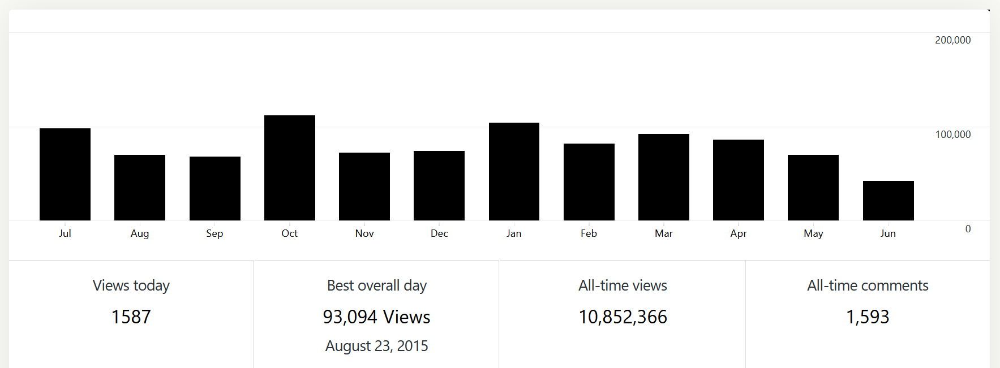 200,000
100,000
0
Jul Aug Sep Oct Nov Dec Jan Feb Mar Apr May Jun
Views today
1587
Best overall day
93,094 Views
August 23, 2015
All-time views
10,852,366
All-time comments
1,593